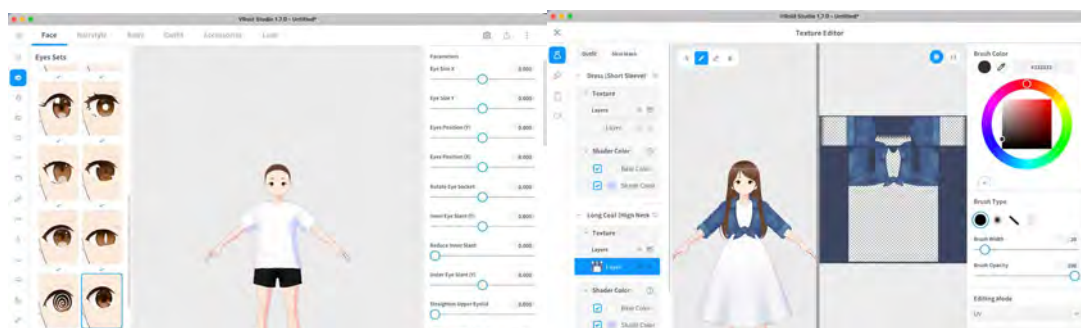 VRoid Studio 1.7.0 - Untitled*
Face Hairstyle Body Outfit Accessories Look
Eyes Sets
Parameters
Eye Size X 0.000
Eye Size Y 0.000
Eyes Position (Y) 0.000
Eyes Position (X) 0.000
Rotate Eye Socket 0.000
Inner Eye Slant (Y) 0.000
Reduce Inner Slant 0.000
Outer Eye Slant (Y) 0.000
Straighten Upper Eyelid 0.000
VRoid Studio 1.7.0 - Untitled*
Texture Editor
Outfit
Dress (Short Sleeve)
Texture
Layers
Layer
Shader Color
Base Color
Shade Color
Long Coat (High Neck
Texture
Layers
Layer
Shader Color
Base Color
Shade Color
Brush Color
Brush Type
Brush Width
Brush Opacity 100
Editing Mode
UV